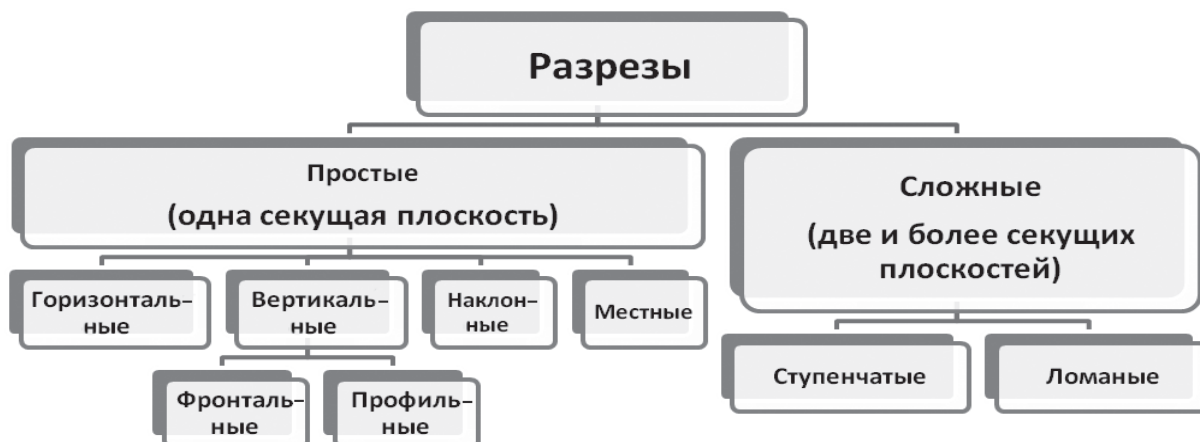 Разрезы
Простые
(одна секущая плоскость)
Сложные
(две и более секущих
плоскостей)
Горизонталь-
ные
Вертикаль-
ные
Наклон-
ные
Местные
Ступенчатые
Ломаные
Фронталь-
ные
Профиль-
ные